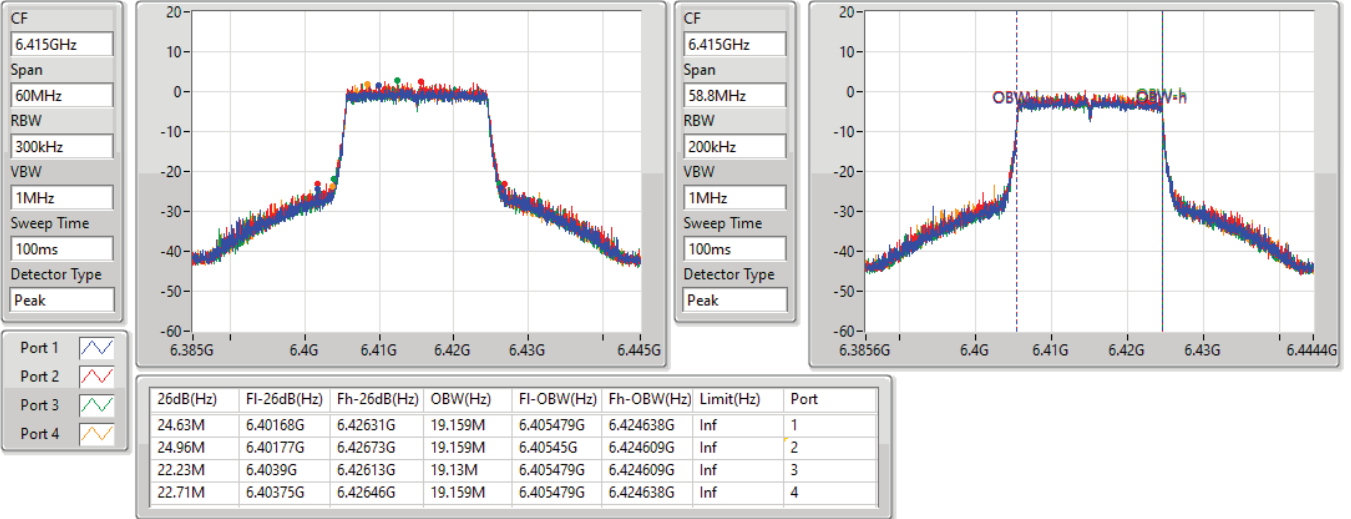 CF
6.415GHz
Span
60MHz
RBW
300kHz
VBW
1MHz
Sweep Time
100ms
Detector Type
Peak
20
10
0
-10
-20
-30
-40
-50
-60
6.385G 6.4G 6.41G 6.42G 6.43G 6.445G
CF
6.415GHz
Span
58.8MHz
RBW
200kHz
VBW
1MHz
Sweep Time
100ms
Detector Type
Peak
20
10
0
-10
-20
-30
-40
-50
-60
OBW-h
6.3856G 6.4G 6.41G 6.42G 6.43G 6.4444G
Port 1
Port 2
Port 3
Port 4
26dB(Hz) Fl-26dB(Hz) Fh-26dB(Hz) OBW(Hz) Fl-OBW(Hz) Fh-OBW(Hz) Limit(Hz) Port
24.63M 6.40168G 6.42631G 19.159M 6.405479G 6.424638G Inf 1
24.96M 6.40177G 6.42673G 19.159M 6.40545G 6.424609G Inf 2
22.23M 6.4039G 6.42613G 19.13M 6.405479G 6.424609G Inf 3
22.71M 6.40375G 6.42646G 19.159M 6.405479G 6.424638G Inf 4